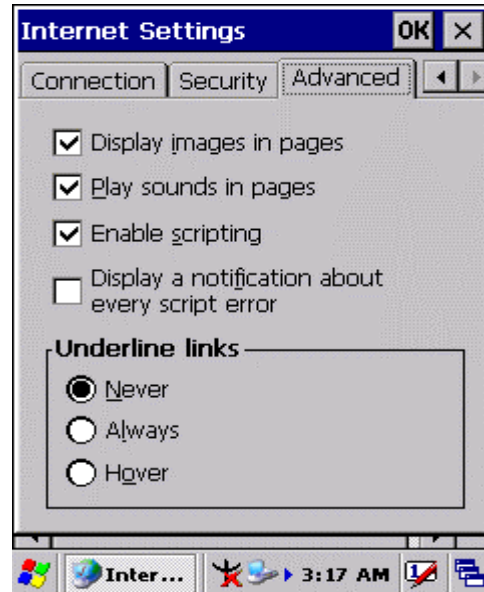 Internet Settings OK
Connection Security Advanced
Display images in pages
Play sounds in pages
Enable scripting
Display a notification about
every script error
Underline links
Never
Always
Hover
Inter... 3:17 AM